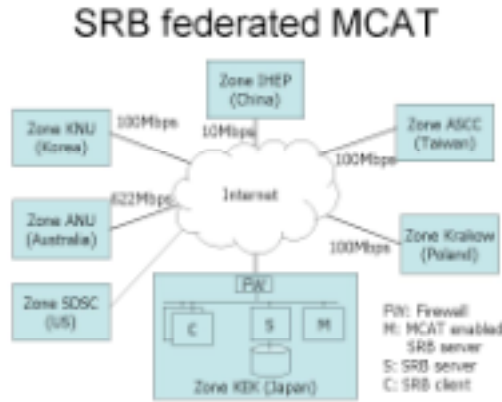 SRB federated MCAT
Zone IHEP
(China)
Zone KNU
(Korea)
100Mbps
10Mbps
Zone ASCC
(Taiwan)
100Mbps
Internet
622Mbps
Zone ANU
(Australia)
Zone Krakow
(Poland)
100Mbps
Zone SDSC
(US)
FW
C
S
M
Zone KEK (Japan)
FW: Firewall
M: MCAT enabled
SRB server
S: SRB server
C: SRB client